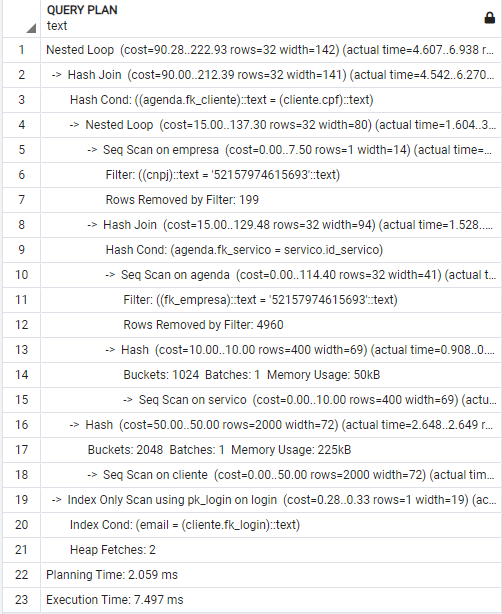 QUERY PLAN
text
1 Nested Loop (cost=90.28..222.93 rows=32 width=142) (actual time=4.607..6.938 r...
2 -> Hash Join (cost=90.00..212.39 rows=32 width=141) (actual time=4.542..6.270...
3 Hash Cond: ((agenda.fk_cliente)::text = (cliente.cpf)::text)
4 -> Nested Loop (cost=15.00..137.30 rows=32 width=80) (actual time=1.604..3...
5 -> Seq Scan on empresa (cost=0.00..7.50 rows=1 width=14) (actual time=...
6 Filter: ((cnpj)::text = '52157974615693'::text)
7 Rows Removed by Filter: 199
8 -> Hash Join (cost=15.00..129.48 rows=32 width=94) (actual time=1.528.....
9 Hash Cond: (agenda.fk_servico = servico.id_servico)
10 -> Seq Scan on agenda (cost=0.00..114.40 rows=32 width=41) (actual t...
11 Filter: ((fk_empresa)::text = '52157974615693'::text)
12 Rows Removed by Filter: 4960
13 -> Hash (cost=10.00..10.00 rows=400 width=69) (actual time=0.908..0....
14 Buckets: 1024 Batches: 1 Memory Usage: 50kB
15 -> Seq Scan on servico (cost=0.00..10.00 rows=400 width=69) (actu...
16 -> Hash (cost=50.00..50.00 rows=2000 width=72) (actual time=2.648..2.649 r...
17 Buckets: 2048 Batches: 1 Memory Usage: 225kB
18 -> Seq Scan on cliente (cost=0.00..50.00 rows=2000 width=72) (actual tim...
19 -> Index Only Scan using pk_login on login (cost=0.28..0.33 rows=1 width=19) (ac...
20 Index Cond: (email = (cliente.fk_login)::text)
21 Heap Fetches: 2
22 Planning Time: 2.059 ms
23 Execution Time: 7.497 ms